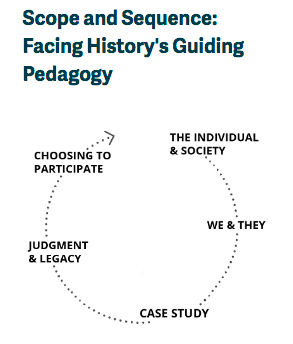 Scope and Sequence:
Facing History's Guiding
Pedagogy
THE INDIVIDUAL
& SOCIETY
WE & THEY
CASE STUDY
JUDGMENT
& LEGACY
CHOOSING TO
PARTICIPATE